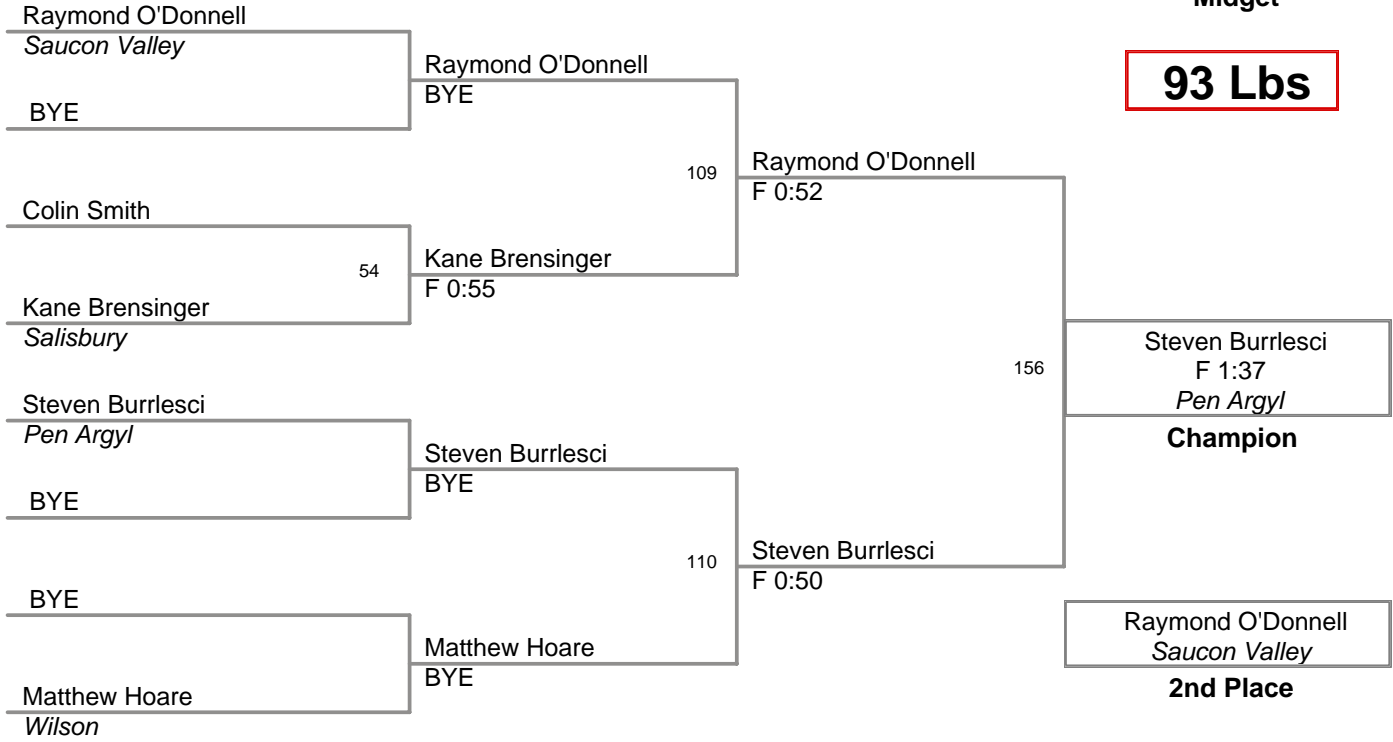 Midget
93 Lbs
Raymond O'Donnell
Saucon Valley
BYE
Colin Smith
54
Kane Brensinger
Salisbury
Steven Burrlesci
Pen Argyl
BYE
BYE
Matthew Hoare
Wilson
Raymond O'Donnell
BYE
109
Kane Brensinger
F 0:55
Steven Burrlesci
BYE
110
Matthew Hoare
BYE
Raymond O'Donnell
F 0:52
156
Steven Burrlesci
F 0:50
Steven Burrlesci
F 1:37
Pen Argyl
Champion
Raymond O'Donnell
Saucon Valley
2nd Place